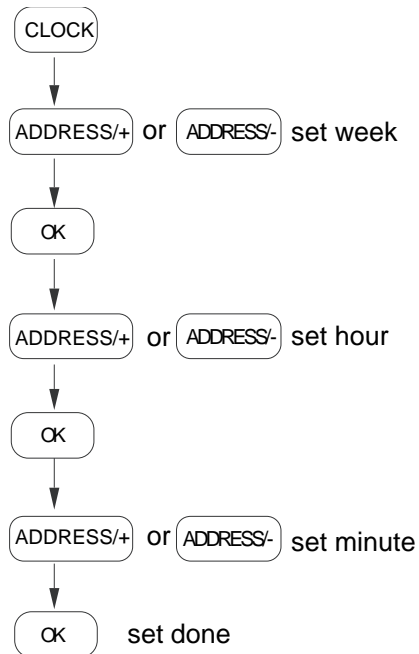 CLOCK
ADDRESS/+ or ADDRESS/- set week
OK
ADDRESS/+ or ADDRESS/- set hour
OK
ADDRESS/+ or ADDRESS/- set minute
OK set done